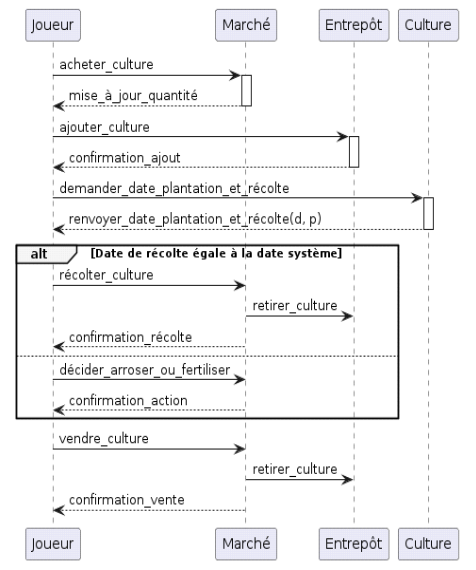 Joueur Marché Entrepôt Culture
acheter_culture
mise_à_jour_quantité
ajouter_culture
confirmation_ajout
demander_date_plantation_et_récolte
renvoyer_date_plantation_et_récolte(d, p)
alt [Date de récolte égale à la date système]
récolter_culture
retirer_culture
confirmation_récolte
décider_arroser_ou_fertiliser
confirmation_action
vendre_culture
retirer_culture
confirmation_vente
Joueur Marché Entrepôt Culture